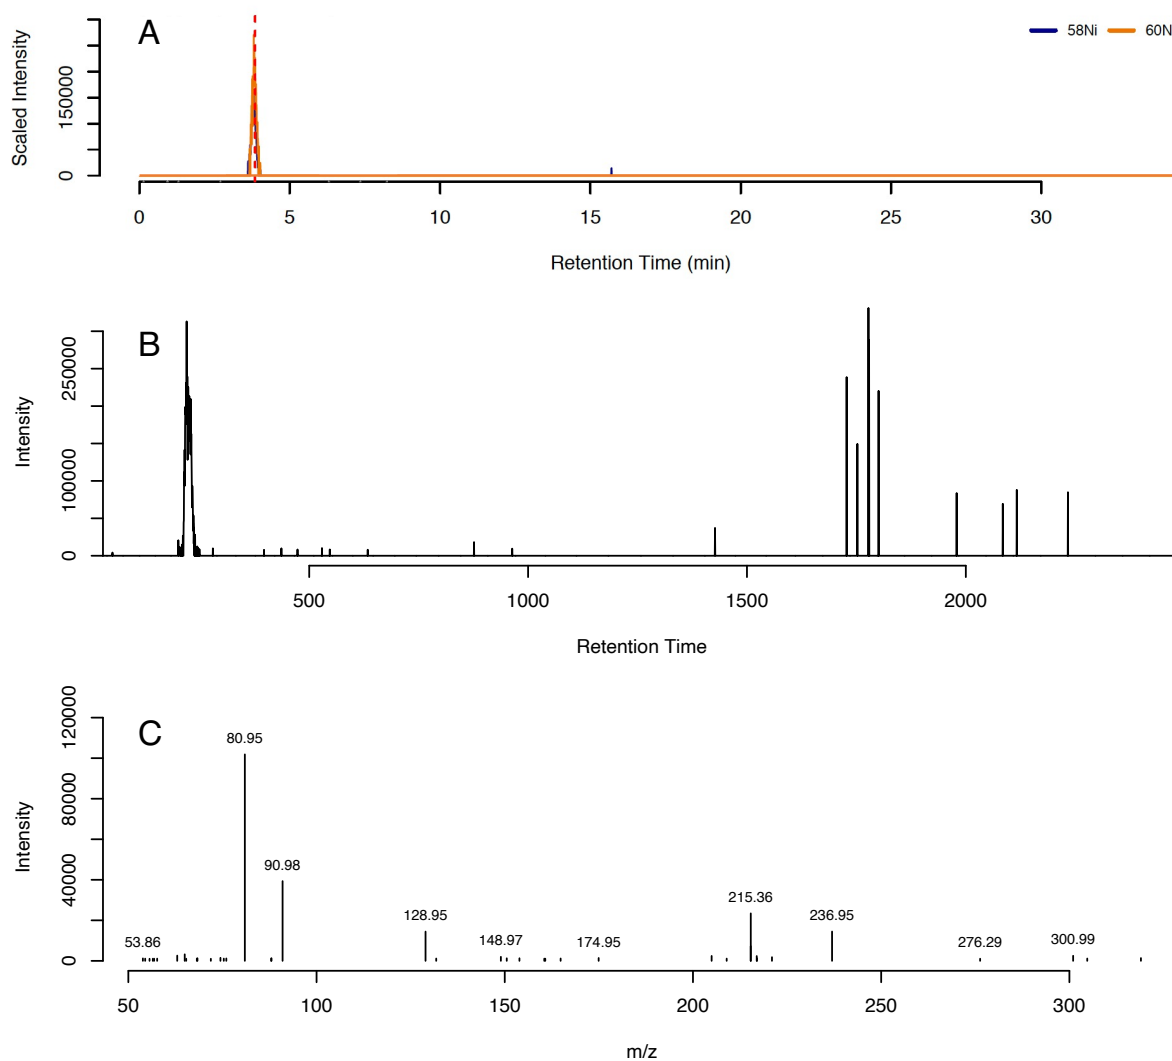 A
58Ni 60N
Scaled Intensity
0 150000
0 5 10 15 20 25 30
Retention Time (min)
B
Intensity
0 100000 250000
500 1000 1500 2000
Retention Time
C
Intensity
0 40000 80000 120000
80.95
90.98
53.86
128.95
148.97
174.95
215.36
236.95
276.29
300.99
50 100 150 200 250 300
m/z